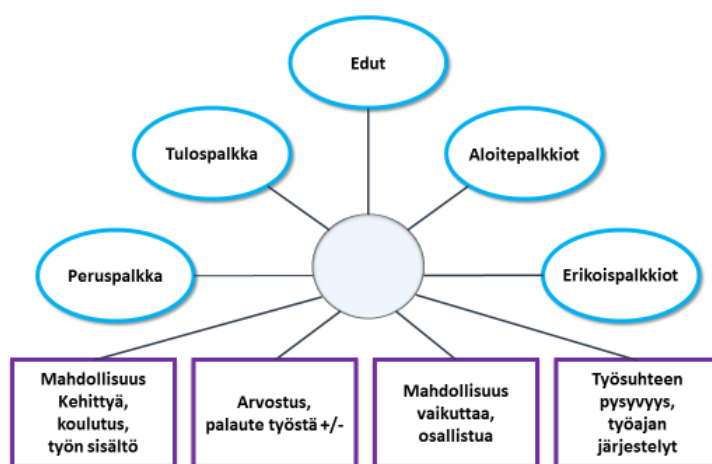 Edut
Tulospalkka
Aloitepalkkiot
Peruspalkka
Erikoispalkkiot
Mahdollisuus
Kehittyä,
koulutus,
työn sisältö
Arvostus,
palaute työstä +/-
Mahdollisuus
vaikuttaa,
osallistua
Työsuhteen
pysyvyys,
työajan
järjestelyt